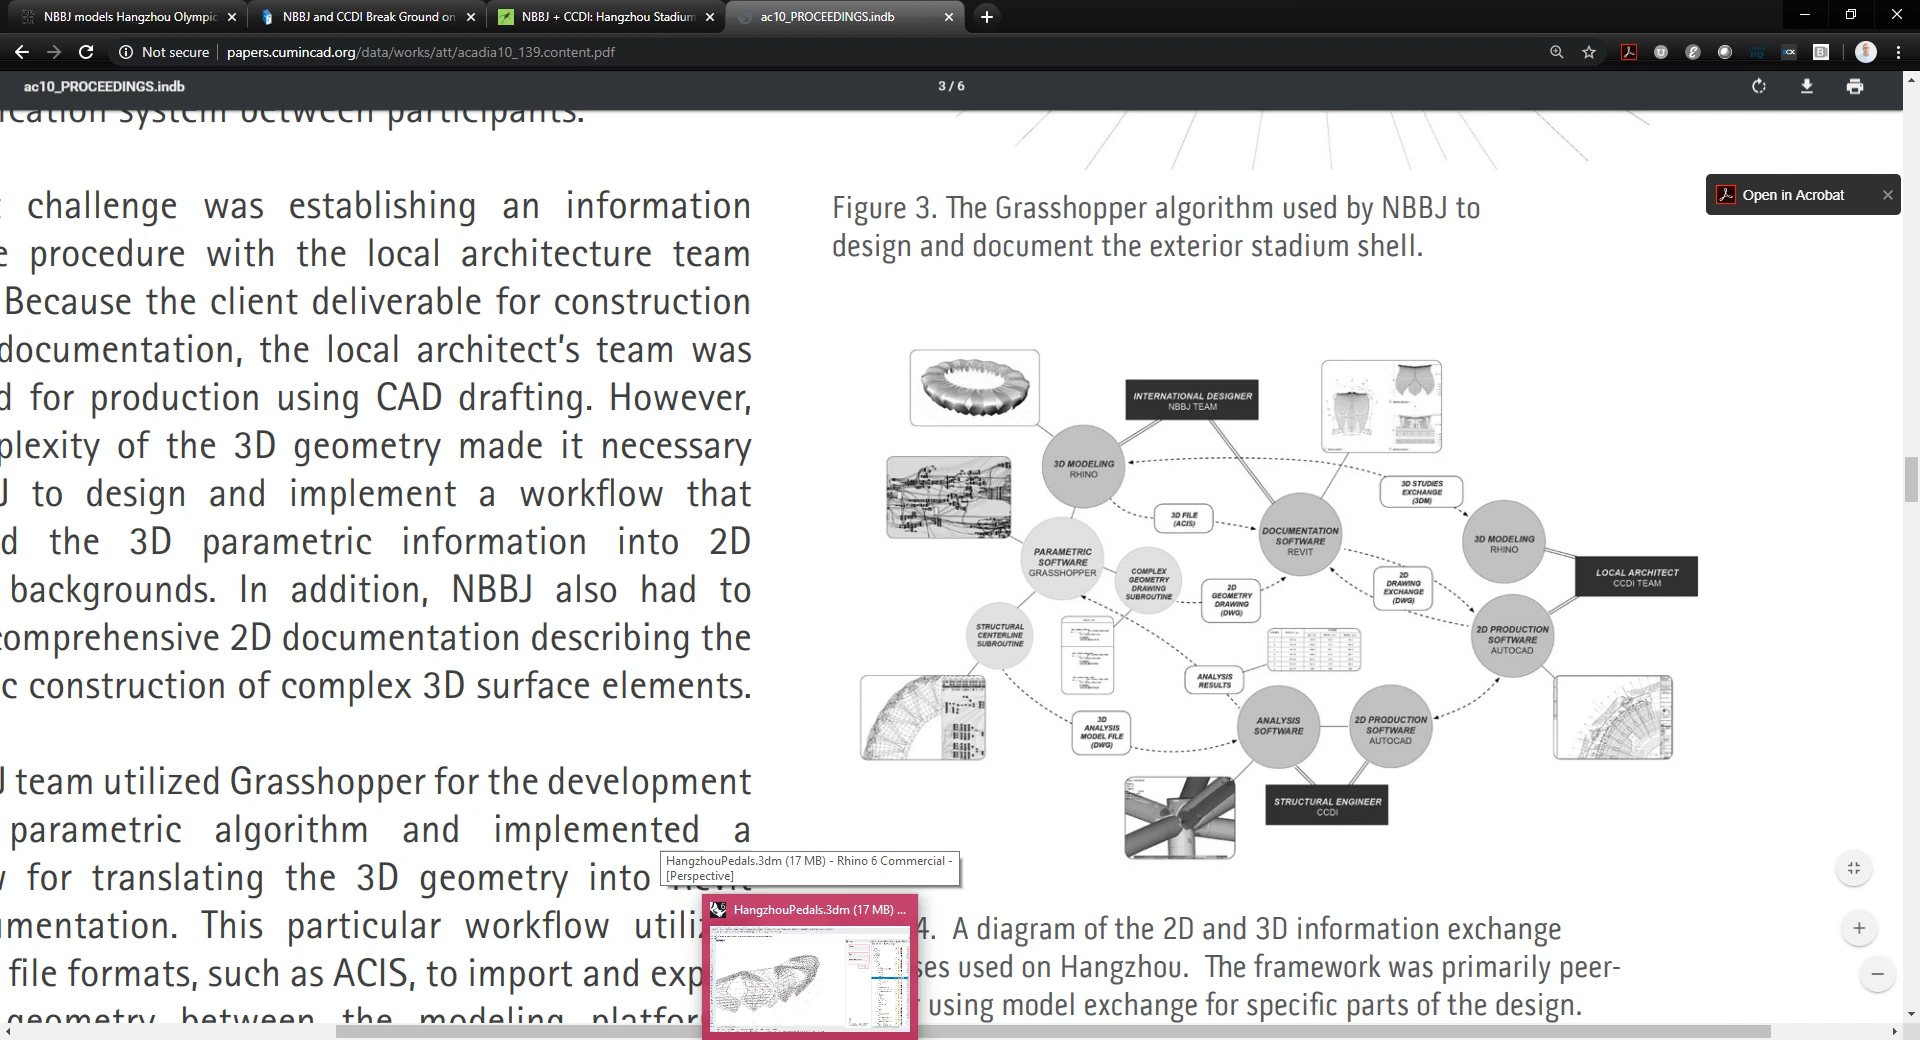 NBBJ models Hangzhou Olympic
NBBJ and CCDI Break Ground on
NBBJ + CCDI: Hangzhou Stadium
ac10_PROCEEDINGS.indb
Not secure
papers.cumincad.org/data/works/att/acadia10_139.content.pdf
ac10_PROCEEDINGS.indb
3 / 6
ication system between participants.
challenge was establishing an information
e procedure with the local architecture team
Because the client deliverable for construction
documentation, the local architect's team was
d for production using CAD drafting. However,
plexity of the 3D geometry made it necessary
J to design and implement a workflow that
d the 3D parametric information into 2D
backgrounds. In addition, NBBJ also had to
comprehensive 2D documentation describing the
c construction of complex 3D surface elements.
J team utilized Grasshopper for the development
parametric algorithm and implemented a
w for translating the 3D geometry into Revit
umentation. This particular workflow utiliz
file formats, such as ACIS, to import and exp
geometry between the modeling platfor
Figure 3. The Grasshopper algorithm used by NBBJ to
design and document the exterior stadium shell.
Open in Acrobat
INTERNATIONAL DESIGNER
NBBJ TEAM
3D MODELING
RHINO
3D STUDIES
EXCHANGE
(3DM)
3D FILE
(ACIS)
DOCUMENTATION
SOFTWARE
REVIT
3D MODELING
RHINO
PARAMETRIC
SOFTWARE
GRASSHOPPER
COMPLEX
GEOMETRY
DRAWING
SUBROUTINE
2D
GEOMETRY
DRAWING
(DWG)
2D
DRAWING
EXCHANGE
(DWG)
LOCAL ARCHITECT
CCDI TEAM
STRUCTURAL
CENTERLINE
SUBROUTINE
2D PRODUCTION
SOFTWARE
AUTOCAD
ANALYSIS
RESULTS
3D
ANALYSIS
MODEL FILE
(DWG)
ANALYSIS
SOFTWARE
2D PRODUCTION
AUTOCAD
STRUCTURAL ENGINEER
CCDI
4. A diagram of the 2D and 3D information exchange
ses used on Hangzhou. The framework was primarily peer-
using model exchange for specific parts of the design.
HangzhouPedals.3dm (17 MB) - Rhino 6 Commercial -
[Perspective]
HangzhouPedals.3dm (17 MB) ...